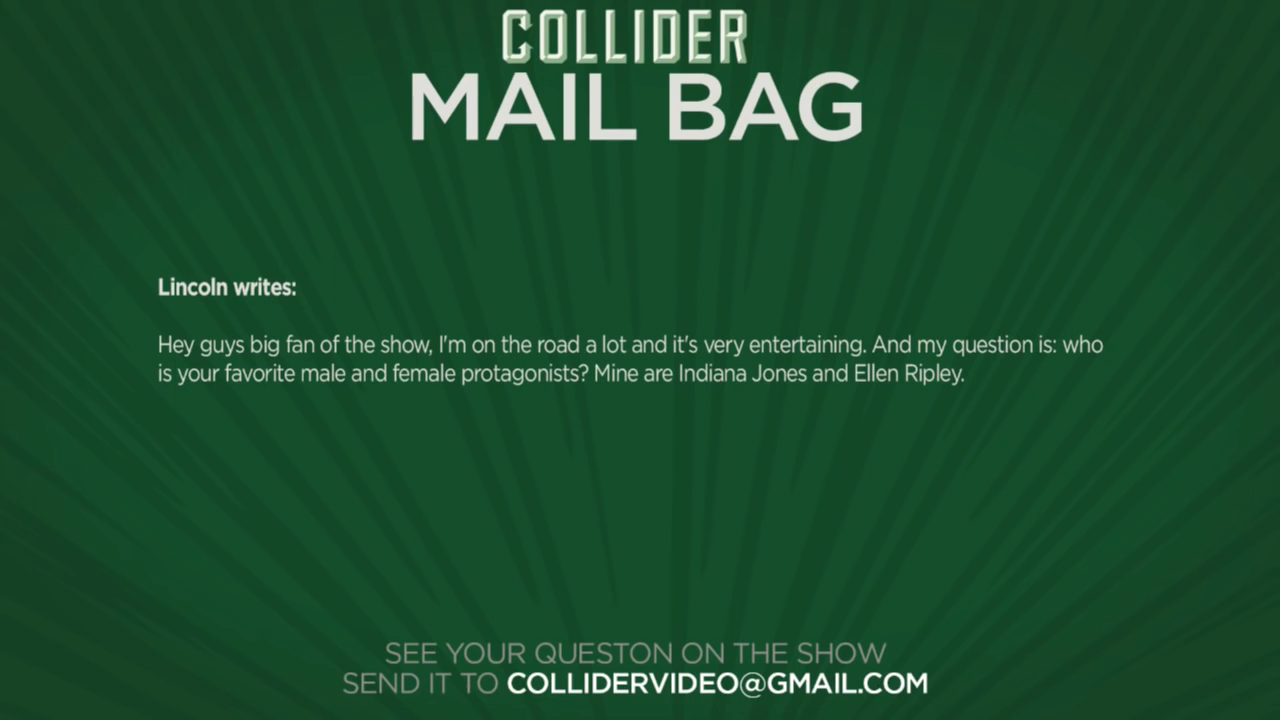 COLLIDER
MAIL BAG
Lincoln writes:
Hey guys big fan of the show, I'm on the road a lot and it's very entertaining. And my question is: who
is your favorite male and female protagonists? Mine are Indiana Jones and Ellen Ripley.
SEE YOUR QUESTON ON THE SHOW
SEND IT TO COLLIDERVIDEO@GMAIL.COM